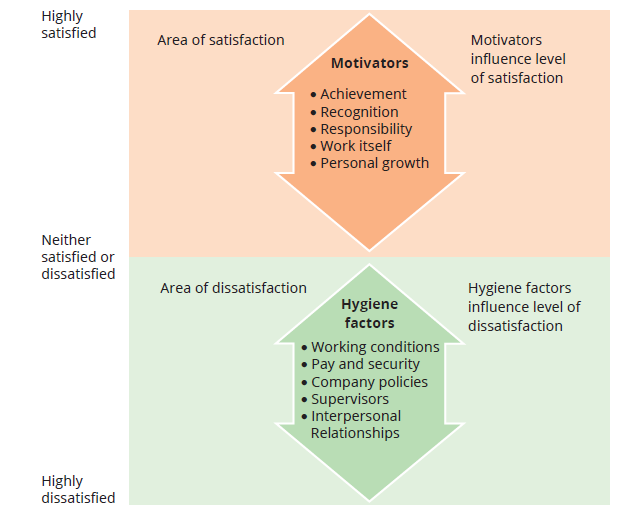 Highly
satisfied
Area of satisfaction
Motivators
influence level
of satisfaction
Motivators
• Achievement
• Recognition
• Responsibility
• Work itself
• Personal growth
Neither
satisfied or
dissatisfied
Area of dissatisfaction
Hygiene factors
influence level of
dissatisfaction
Hygiene
factors
• Working conditions
• Pay and security
• Company policies
• Supervisors
• Interpersonal
Relationships
Highly
dissatisfied